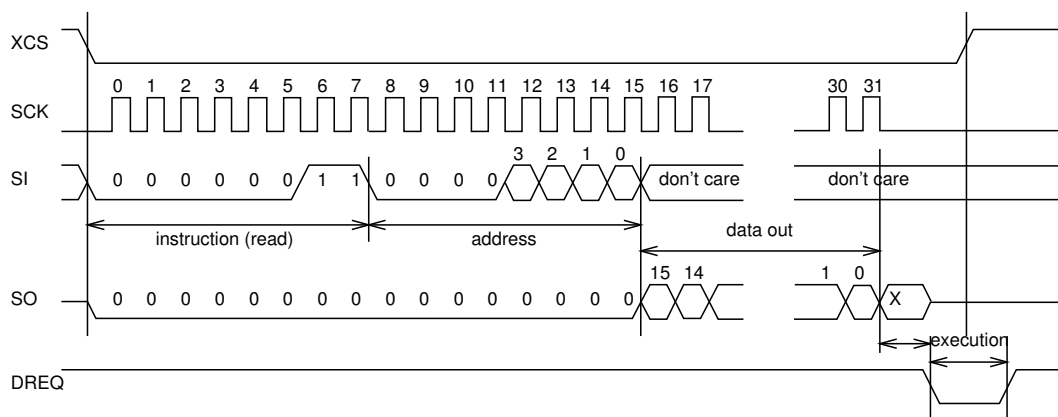 XCS
0 1 2 3 4 5 6 7 8 9 10 11 12 13 14 15 16 17 30 31
SCK
3 2 1 0
SI 0 0 0 0 0 0 1 1 0 0 0 0 don't care don't care
instruction (read) address data out
15 14 1 0
SO 0 0 0 0 0 0 0 0 0 0 0 0 0 0 0 0 X
execution
DREQ